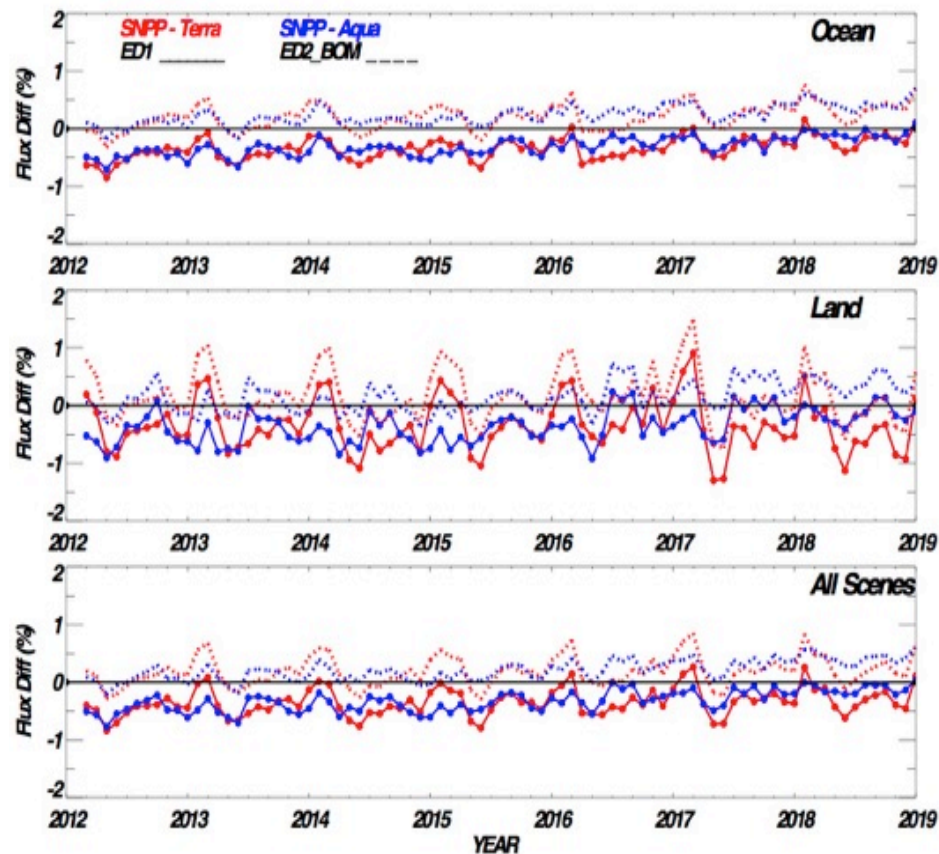 SNPP - Terra SNPP - Aqua Ocean
ED1 _______ ED2_BOM _ _ _ _ _
2
1
0
-1
-2
Flux Diff (%)
2012 2013 2014 2015 2016 2017 2018 2019
Land
2
1
0
-1
-2
Flux Diff (%)
2012 2013 2014 2015 2016 2017 2018 2019
All Scenes
2
1
0
-1
-2
Flux Diff (%)
2012 2013 2014 2015 2016 2017 2018 2019
YEAR